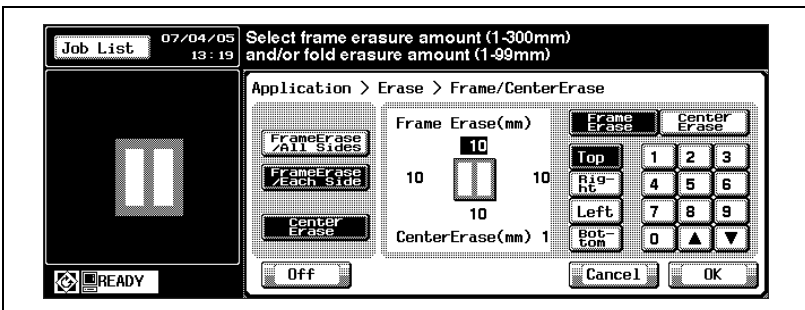 Job List
07/04/05
13:19
Select frame erasure amount (1-300mm)
and/or fold erasure amount (1-99mm)
Application > Erase > Frame/CenterErase
FrameErase
/All Sides
FrameErase
/Each Side
Center
Erase
Frame Erase(mm)
10
10
10
10
CenterErase(mm) 1
Frame
Erase
Center
Erase
Top
Rig-
ht
Left
Bot-
tom
1 2 3
4 5 6
7 8 9
0 ▲ ▼
Off
Cancel
OK
READY